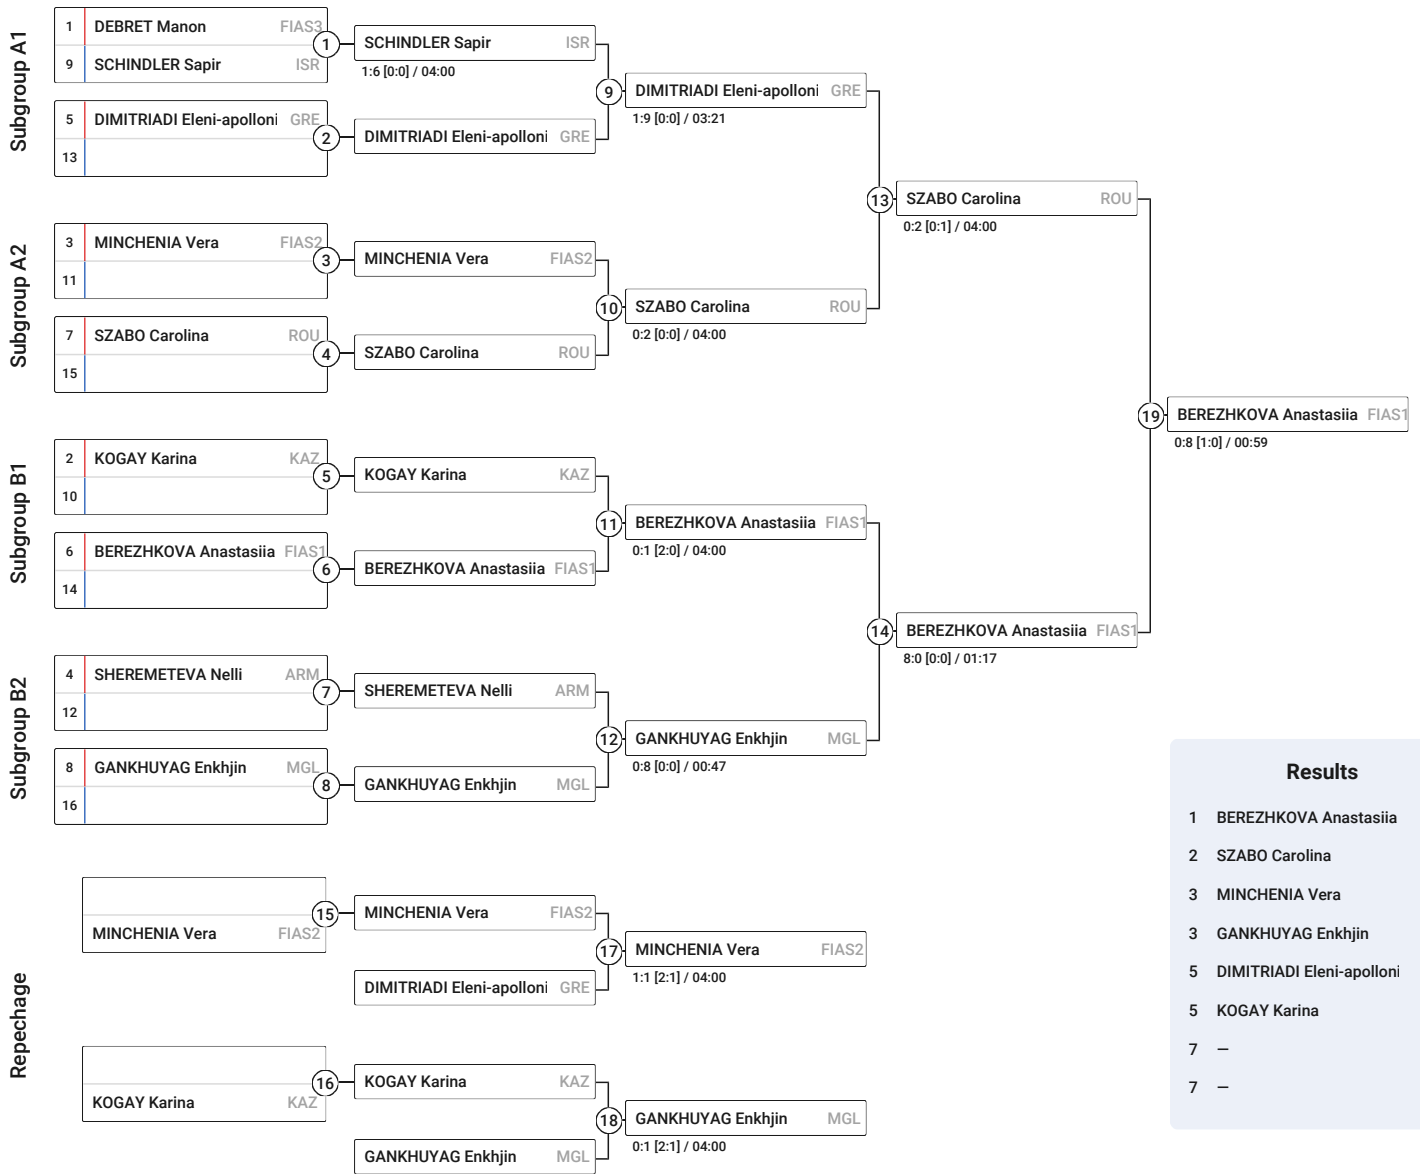 Subgroup A1
1 DEBRET Manon FIAS3
9 SCHINDLER Sapir ISR
1
SCHINDLER Sapir ISR
1:6 [0:0] / 04:00
5 DIMITRIADI Eleni-apolloni GRE
13
2
DIMITRIADI Eleni-apolloni GRE
9
DIMITRIADI Eleni-apolloni GRE
1:9 [0:0] / 03:21
Subgroup A2
3 MINCHENIA Vera FIAS2
11
3
MINCHENIA Vera FIAS2
7 SZABO Carolina ROU
15
4
SZABO Carolina ROU
10
SZABO Carolina ROU
0:2 [0:0] / 04:00
13
SZABO Carolina ROU
0:2 [0:1] / 04:00
Subgroup B1
2 KOGAY Karina KAZ
10
5
KOGAY Karina KAZ
6 BEREZHKOVA Anastasiia FIAS1
14
6
BEREZHKOVA Anastasiia FIAS1
11
BEREZHKOVA Anastasiia FIAS1
0:1 [2:0] / 04:00
Subgroup B2
4 SHEREMETEVA Nelli ARM
12
7
SHEREMETEVA Nelli ARM
8 GANKHUYAG Enkhjin MGL
16
8
GANKHUYAG Enkhjin MGL
12
GANKHUYAG Enkhjin MGL
0:8 [0:0] / 00:47
14
BEREZHKOVA Anastasiia FIAS1
8:0 [0:0] / 01:17
19
BEREZHKOVA Anastasiia FIAS1
0:8 [1:0] / 00:59
Repechage
MINCHENIA Vera FIAS2
15
MINCHENIA Vera FIAS2
DIMITRIADI Eleni-apolloni GRE
17
MINCHENIA Vera FIAS2
1:1 [2:1] / 04:00
KOGAY Karina KAZ
16
KOGAY Karina KAZ
GANKHUYAG Enkhjin MGL
18
GANKHUYAG Enkhjin MGL
0:1 [2:1] / 04:00
Results
1 BEREZHKOVA Anastasiia
2 SZABO Carolina
3 MINCHENIA Vera
3 GANKHUYAG Enkhjin
5 DIMITRIADI Eleni-apolloni
5 KOGAY Karina
7 —
7 —